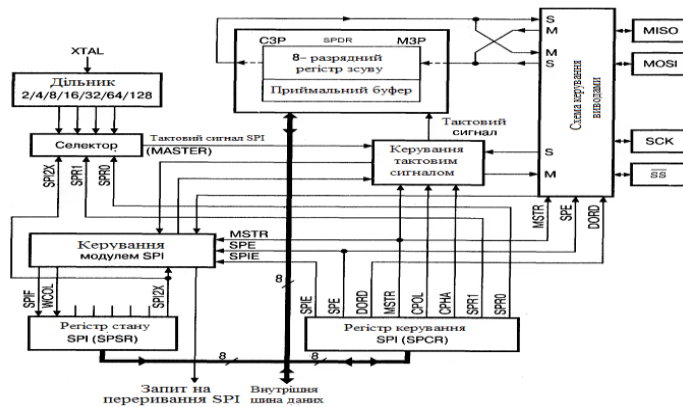 XTAL
Дільник
2/4/8/16/32/64/128
Селектор
SPI2X
SPR1
SPR0
Тактовий сигнал SPI
(MASTER)
СЗР
SPDR
МЗР
8– разрядний
регістр зсуву
Приймальний буфер
Тактовий
сигнал
Керування
тактовим
сигналом
S
M
M
S
S
M
Схема керування
виводами
MISO
MOSI
SCK
SS
MSTR
SPE
DORD
Керування
модулем SPI
MSTR
SPE
SPIE
SPIF
WCOL
SPI2X
8
SPIE
SPE
DORD
MSTR
CPOL
CPHA
SPR1
SPR0
Регістр стану
SPI (SPSR)
Регістр керування
SPI (SPCR)
8
8
Запит на
переривання SPI
Внутрішня
шина даних